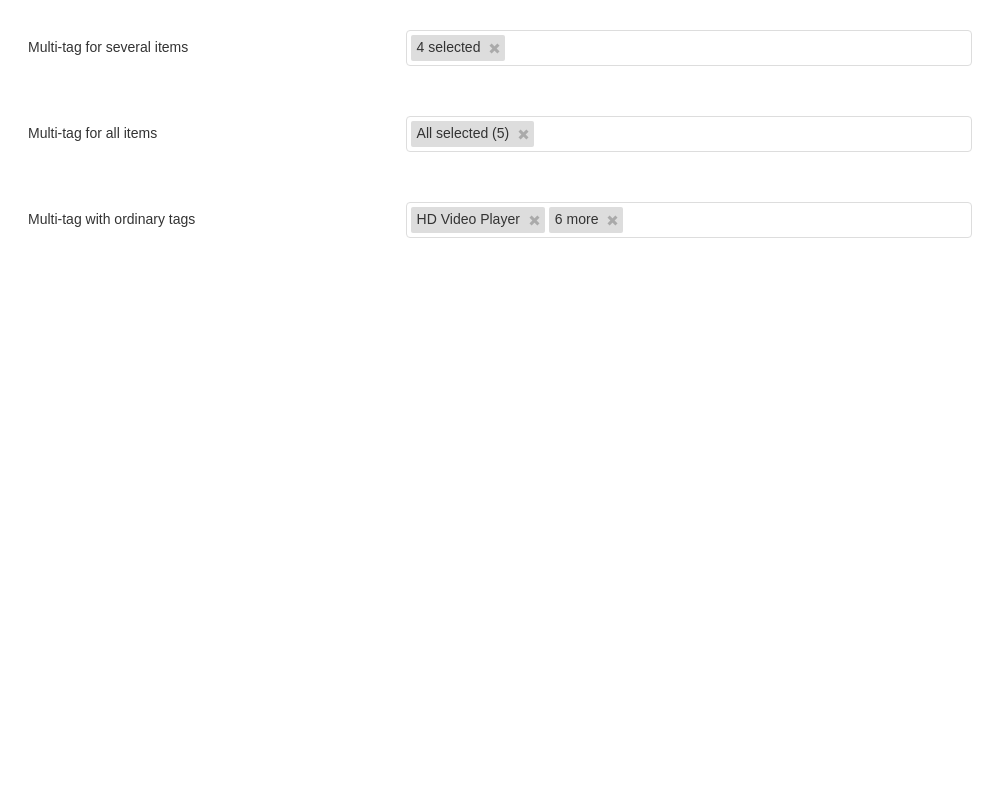 Multi-tag for several items
4 selected
Multi-tag for all items
All selected (5)
Multi-tag with ordinary tags
HD Video Player 6 more